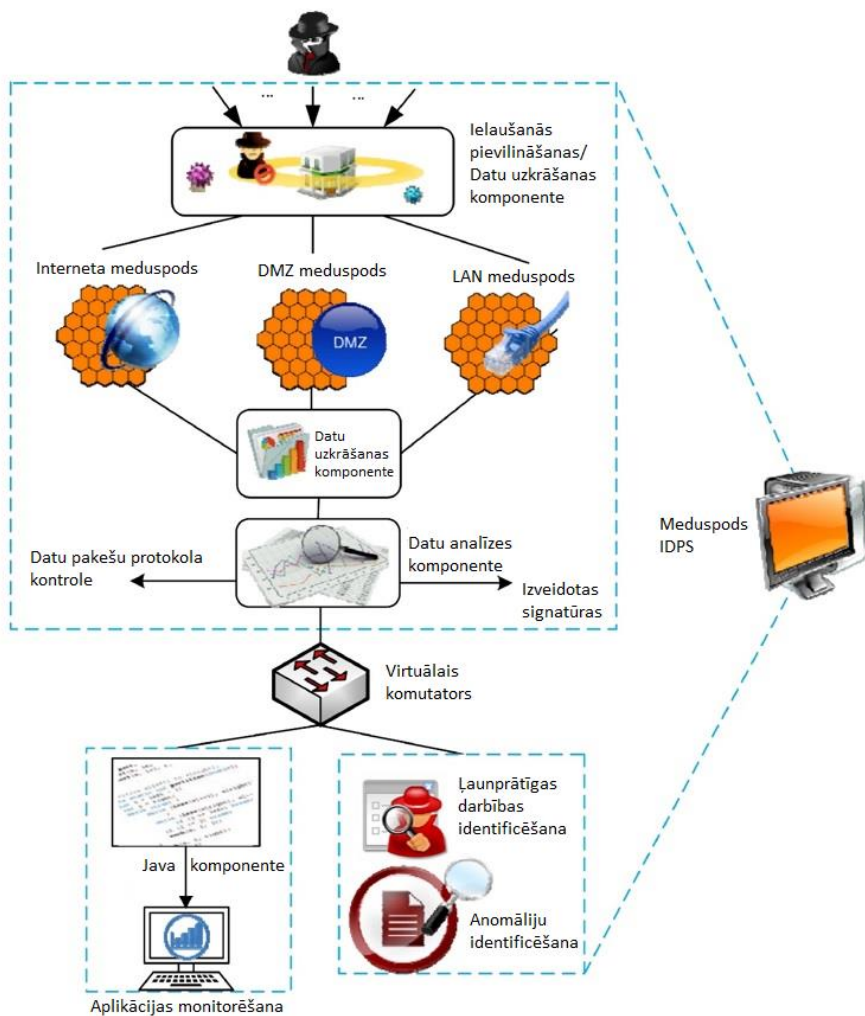 Ielaušanās
pievilināšanas/
Datu uzkrāšanas
komponente
Interneta meduspods
DMZ meduspods
LAN meduspods
DMZ
Datu
uzkrāšanas
komponente
Datu pakešu protokola
kontrole
Datu analīzes
komponente
Izveidotas
signatūras
Meduspods
IDPS
Virtuālais
komutators
Ļaunprātīgas
darbības
identificēšana
Java komponente
Anomāliju
identificēšana
Aplikācijas monitorēšana